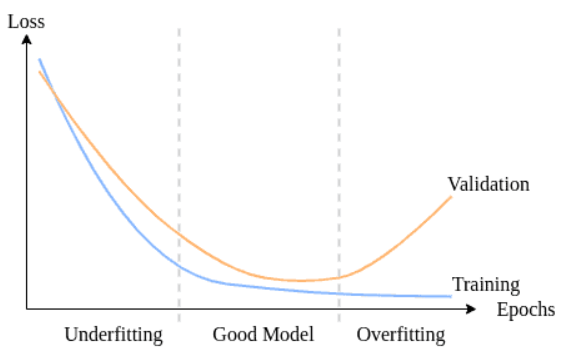 Loss
Validation
Training
Epochs
Underfitting
Good Model
Overfitting